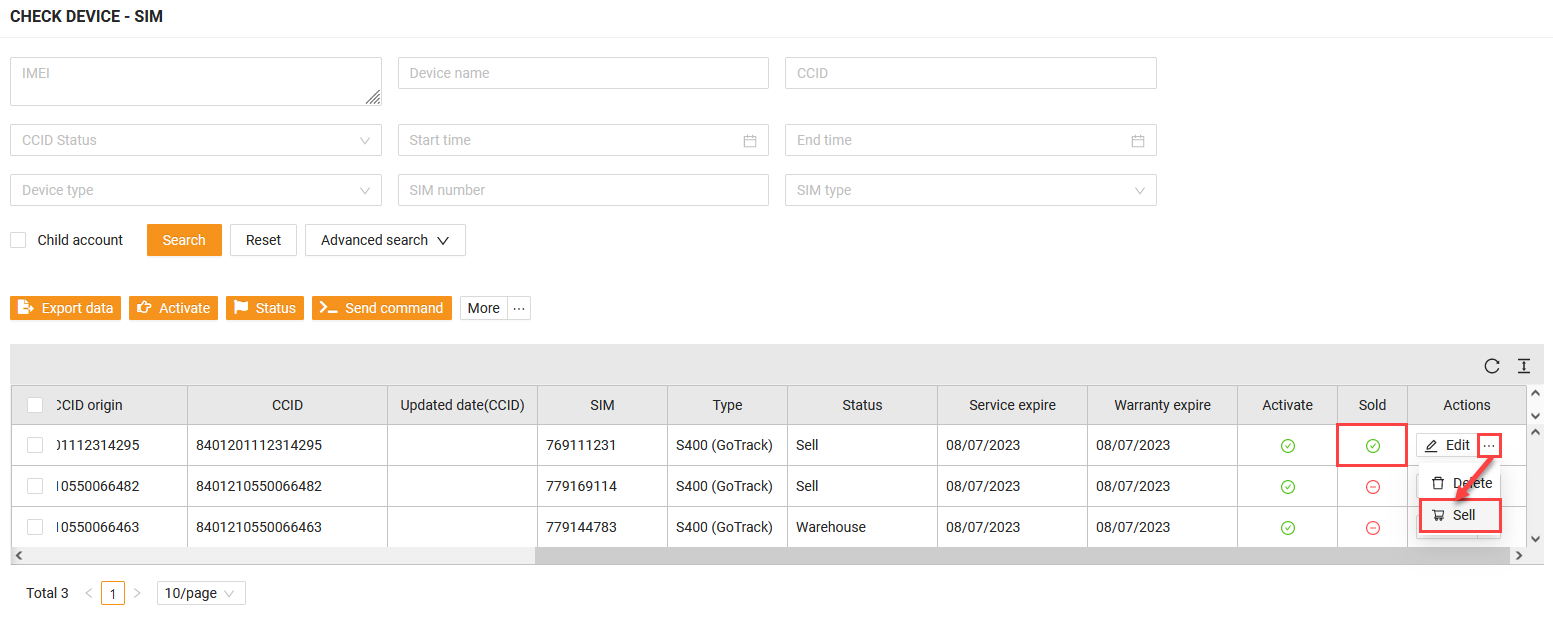 CHECK DEVICE - SIM
IMEI
Device name
CCID
CCID Status
Start time
End time
Device type
SIM number
SIM type
Child account
Search
Reset
Advanced search
Export data
Activate
Status
Send command
More ...
CCID origin CCID Updated date(CCID) SIM Type Status Service expire Warranty expire Activate Sold Actions
01112314295 8401201112314295 769111231 S400 (GoTrack) Sell 08/07/2023 08/07/2023 Edit ...
10550066482 8401210550066482 779169114 S400 (GoTrack) Sell 08/07/2023 08/07/2023
Delete
Sell
10550066463 8401210550066463 779144783 S400 (GoTrack) Warehouse 08/07/2023 08/07/2023
Total 3 < 1 > 10/page